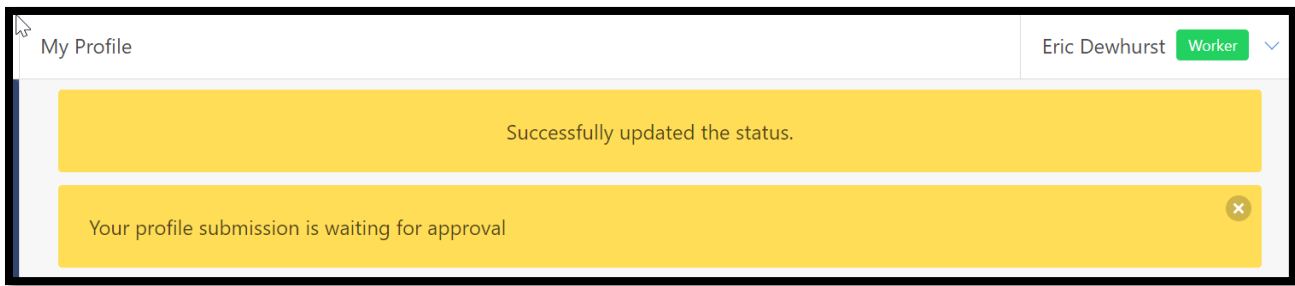 My Profile
Eric Dewhurst Worker
Successfully updated the status.
Your profile submission is waiting for approval